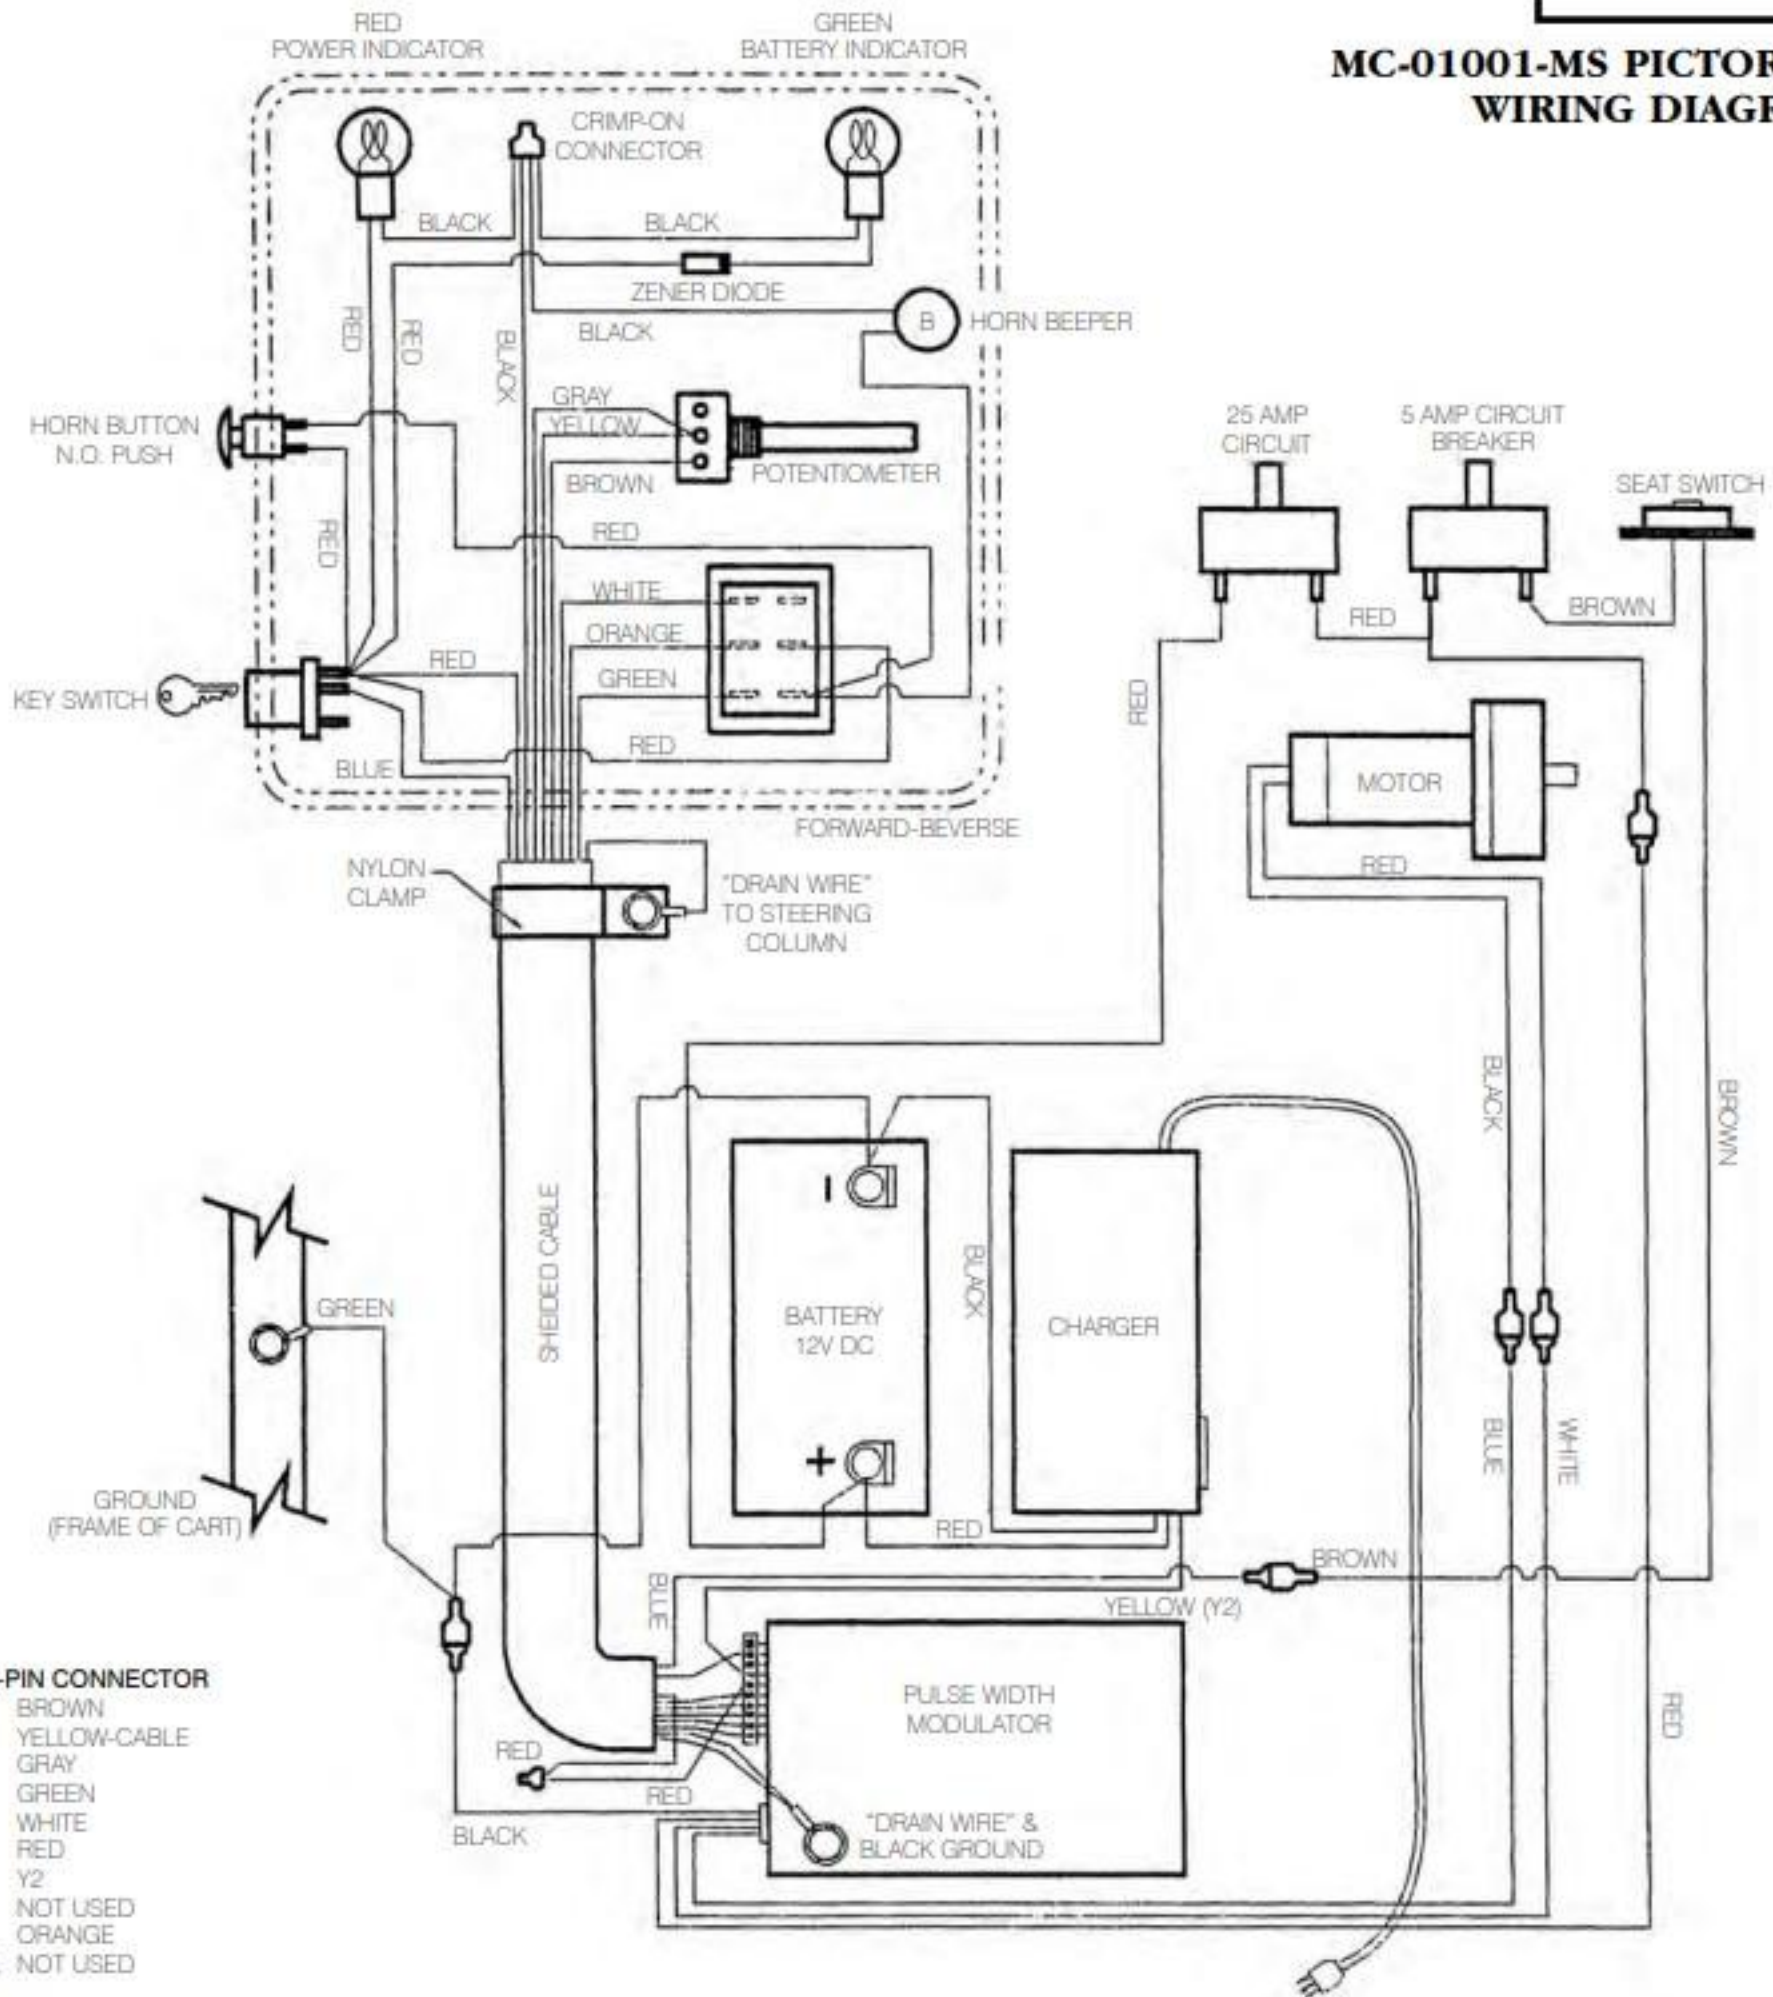 MC-01001-MS PICTOR
WIRING DIAGR
RED
POWER INDICATOR
GREEN
BATTERY INDICATOR
CRIMP-ON
CONNECTOR
BLACK
BLACK
ZENER DIODE
BLACK
B
HORN BEEPER
RED
RED
BLACK
HORN BUTTON
N.O. PUSH
GRAY
YELLOW
BROWN
POTENTIOMETER
RED
RED
WHITE
ORANGE
GREEN
RED
KEY SWITCH
RED
BLUE
FORWARD-BEVERSE
25 AMP
CIRCUIT
5 AMP CIRCUIT
BREAKER
SEAT SWITCH
RED
BROWN
RED
MOTOR
RED
NYLON
CLAMP
"DRAIN WIRE"
TO STEERING
COLUMN
BLACK
BROWN
SHEIDED CABLE
-
BATTERY
12V DC
+
BLACK
CHARGER
GREEN
GROUND
(FRAME OF CART)
RED
BLUE
WHITE
BROWN
BLUE
YELLOW (Y2)
PULSE WIDTH
MODULATOR
RED
RED
RED
BLACK
"DRAIN WIRE" &
BLACK GROUND
-PIN CONNECTOR
BROWN
YELLOW-CABLE
GRAY
GREEN
WHITE
RED
Y2
NOT USED
ORANGE
NOT USED